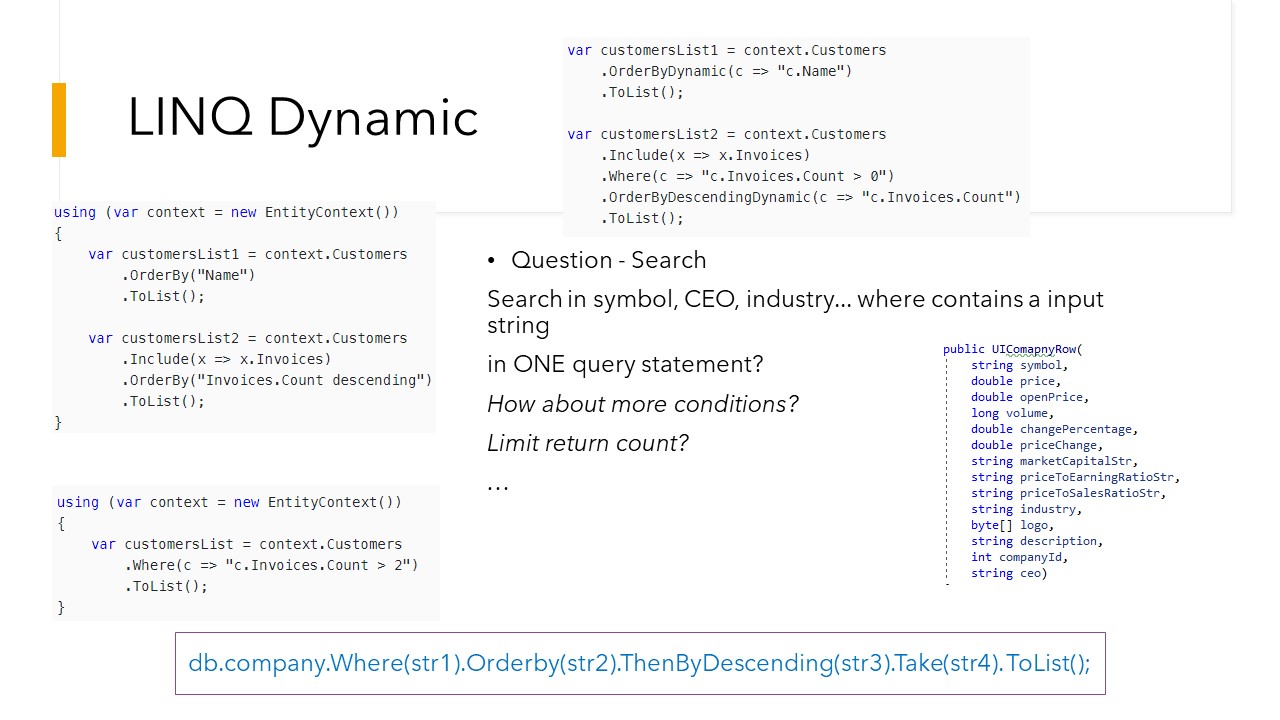 LINQ Dynamic
var customersList1 = context.Customers
.OrderByDynamic(c => "c.Name")
.ToList();
var customersList2 = context.Customers
.Include(x => x.Invoices)
.Where(c => "c.Invoices.Count > 0")
.OrderByDescendingDynamic(c => "c.Invoices.Count")
.ToList();
using (var context = new EntityContext())
{
var customersList1 = context.Customers
.OrderBy("Name")
.ToList();
var customersList2 = context.Customers
.Include(x => x.Invoices)
.OrderBy("Invoices.Count descending")
.ToList();
}
using (var context = new EntityContext())
{
var customersList = context.Customers
.Where(c => "c.Invoices.Count > 2")
.ToList();
}
• Question - Search
Search in symbol, CEO, industry... where contains a input
string
in ONE query statement?
How about more conditions?
Limit return count?
...
public UIComapnyRow(
string symbol,
double price,
double openPrice,
long volume,
double changePercentage,
double priceChange,
string marketCapitalStr,
string priceToEarningRatioStr,
string priceToSalesRatioStr,
string industry,
byte[] logo,
string description,
int companyId,
string ceo)
db.company.Where(str1).Orderby(str2).ThenByDescending(str3).Take(str4).ToList();